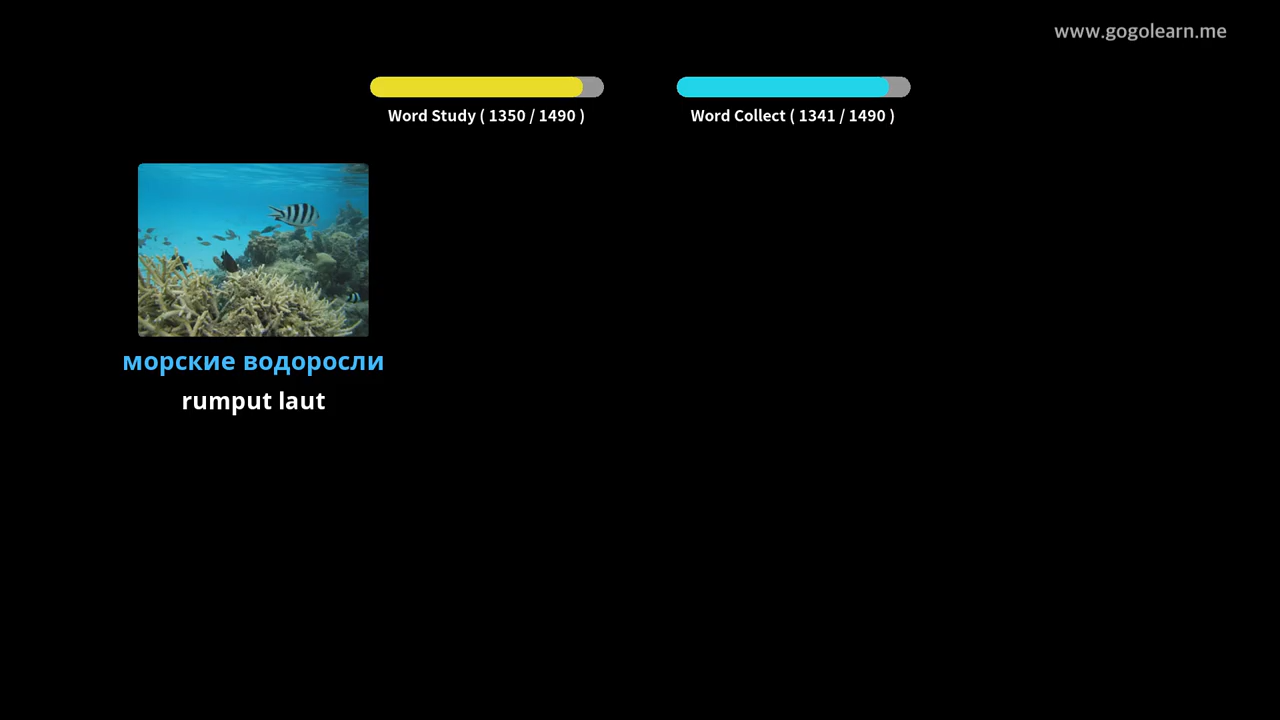 www.gogolearn.me
Word Study ( 1350 / 1490 )
Word Collect ( 1341 / 1490 )
морские водоросли
rumput laut